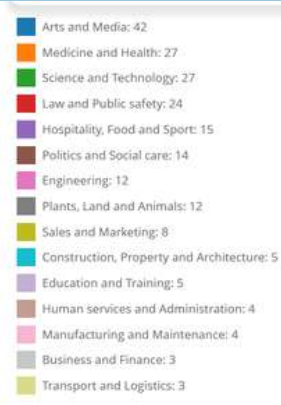 Arts and Media: 42
Medicine and Health: 27
Science and Technology: 27
Law and Public safety: 24
Hospitality, Food and Sport: 15
Politics and Social care: 14
Engineering: 12
Plants, Land and Animals: 12
Sales and Marketing: 8
Construction, Property and Architecture: 5
Education and Training: 5
Human services and Administration: 4
Manufacturing and Maintenance: 4
Business and Finance: 3
Transport and Logistics: 3